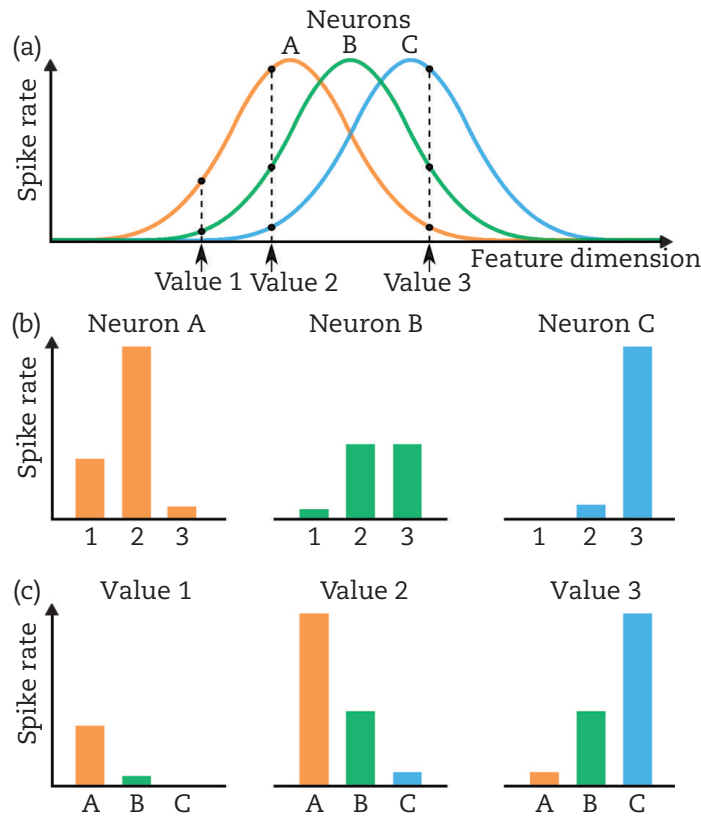 Neurons
(a)
A B C
Spike rate
Feature dimension
Value 1 Value 2 Value 3
(b)
Neuron A Neuron B Neuron C
Spike rate
1 2 3 1 2 3 1 2 3
(c)
Value 1 Value 2 Value 3
Spike rate
A B C A B C A B C